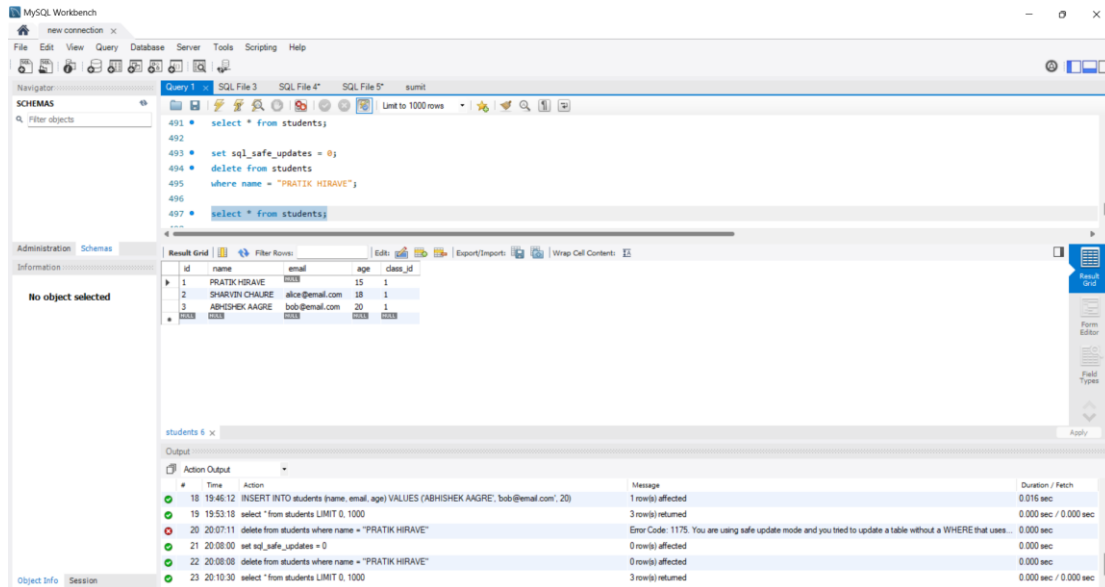 MySQL Workbench
new connection ×
File Edit View Query Database Server Tools Scripting Help
Navigator
SCHEMAS
Filter objects
Administration Schemas
Information
No object selected
Object Info Session
Query 1 × SQL File 3 SQL File 4* SQL File 5* sumit
Limit to 1000 rows
491 select * from students;
492
493 set sql_safe_updates = 0;
494 delete from students
495 where name = "PRATIK HIRAVE";
496
497 select * from students;
Result Grid Filter Rows: Edit: Export/Import: Wrap Cell Content:
id name email age class_id
1 PRATIK HIRAVE NULL 15 1
2 SHARVIN CHAURE alice@email.com 18 1
3 ABHISHEK AAGRE bob@email.com 20 1
NULL NULL NULL NULL NULL
Result Grid
Form Editor
Field Types
students 6 ×
Apply
Output
Action Output
# Time Action Message Duration / Fetch
18 19:46:12 INSERT INTO students (name, email, age) VALUES ('ABHISHEK AAGRE', 'bob@email.com', 20) 1 row(s) affected 0.016 sec
19 19:53:18 select * from students LIMIT 0, 1000 3 row(s) returned 0.000 sec / 0.000 sec
20 20:07:11 delete from students where name = "PRATIK HIRAVE" Error Code: 1175. You are using safe update mode and you tried to update a table without a WHERE that uses... 0.000 sec
21 20:08:00 set sql_safe_updates = 0 0 row(s) affected 0.000 sec
22 20:08:08 delete from students where name = "PRATIK HIRAVE" 0 row(s) affected 0.000 sec
23 20:10:30 select * from students LIMIT 0, 1000 3 row(s) returned 0.000 sec / 0.000 sec